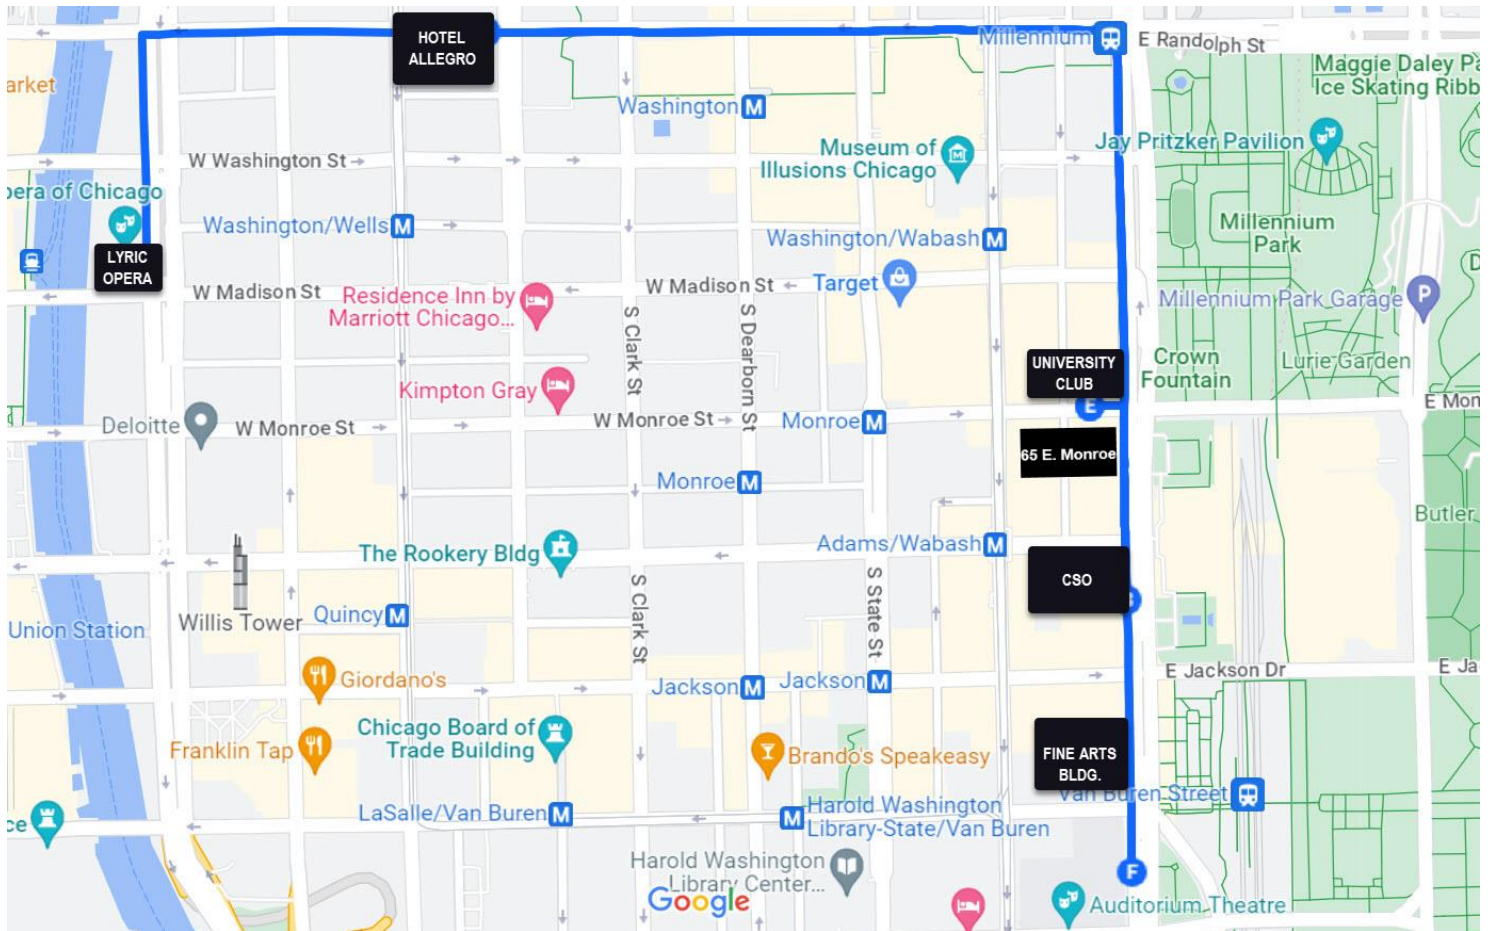 HOTEL
ALLEGRO
Millennium
E Randolph St
Maggie Daley Pa
Ice Skating Ribb
arket
Washington M
Jay Pritzker Pavilion
W Washington St
Museum of
Illusions Chicago
pera of Chicago
Washington/Wells M
Washington/Wabash M
Millennium
Park
LYRIC
OPERA
W Madison St
Residence Inn by
Marriott Chicago...
W Madison St
Target
Millennium Park Garage P
D
S Clark St
S Dearborn St
UNIVERSITY
CLUB
Crown
Fountain
Lurie Garden
Kimpton Gray
E
E Mon
Deloitte
W Monroe St
W Monroe St
Monroe M
65 E. Monroe
Monroe M
Butler
The Rookery Bldg
Adams/Wabash M
CSO
S Clark St
S State St
Union Station
Willis Tower
Quincy M
Giordano's
Jackson M
Jackson M
E Jackson Dr
E Ja
Franklin Tap
Chicago Board of
Trade Building
Brando's Speakeasy
FINE ARTS
BLDG.
Van Buren Street
ce
LaSalle/Van Buren M
M Harold Washington
Library-State/Van Buren
Harold Washington
Library Center...
F
Google
Auditorium Theatre